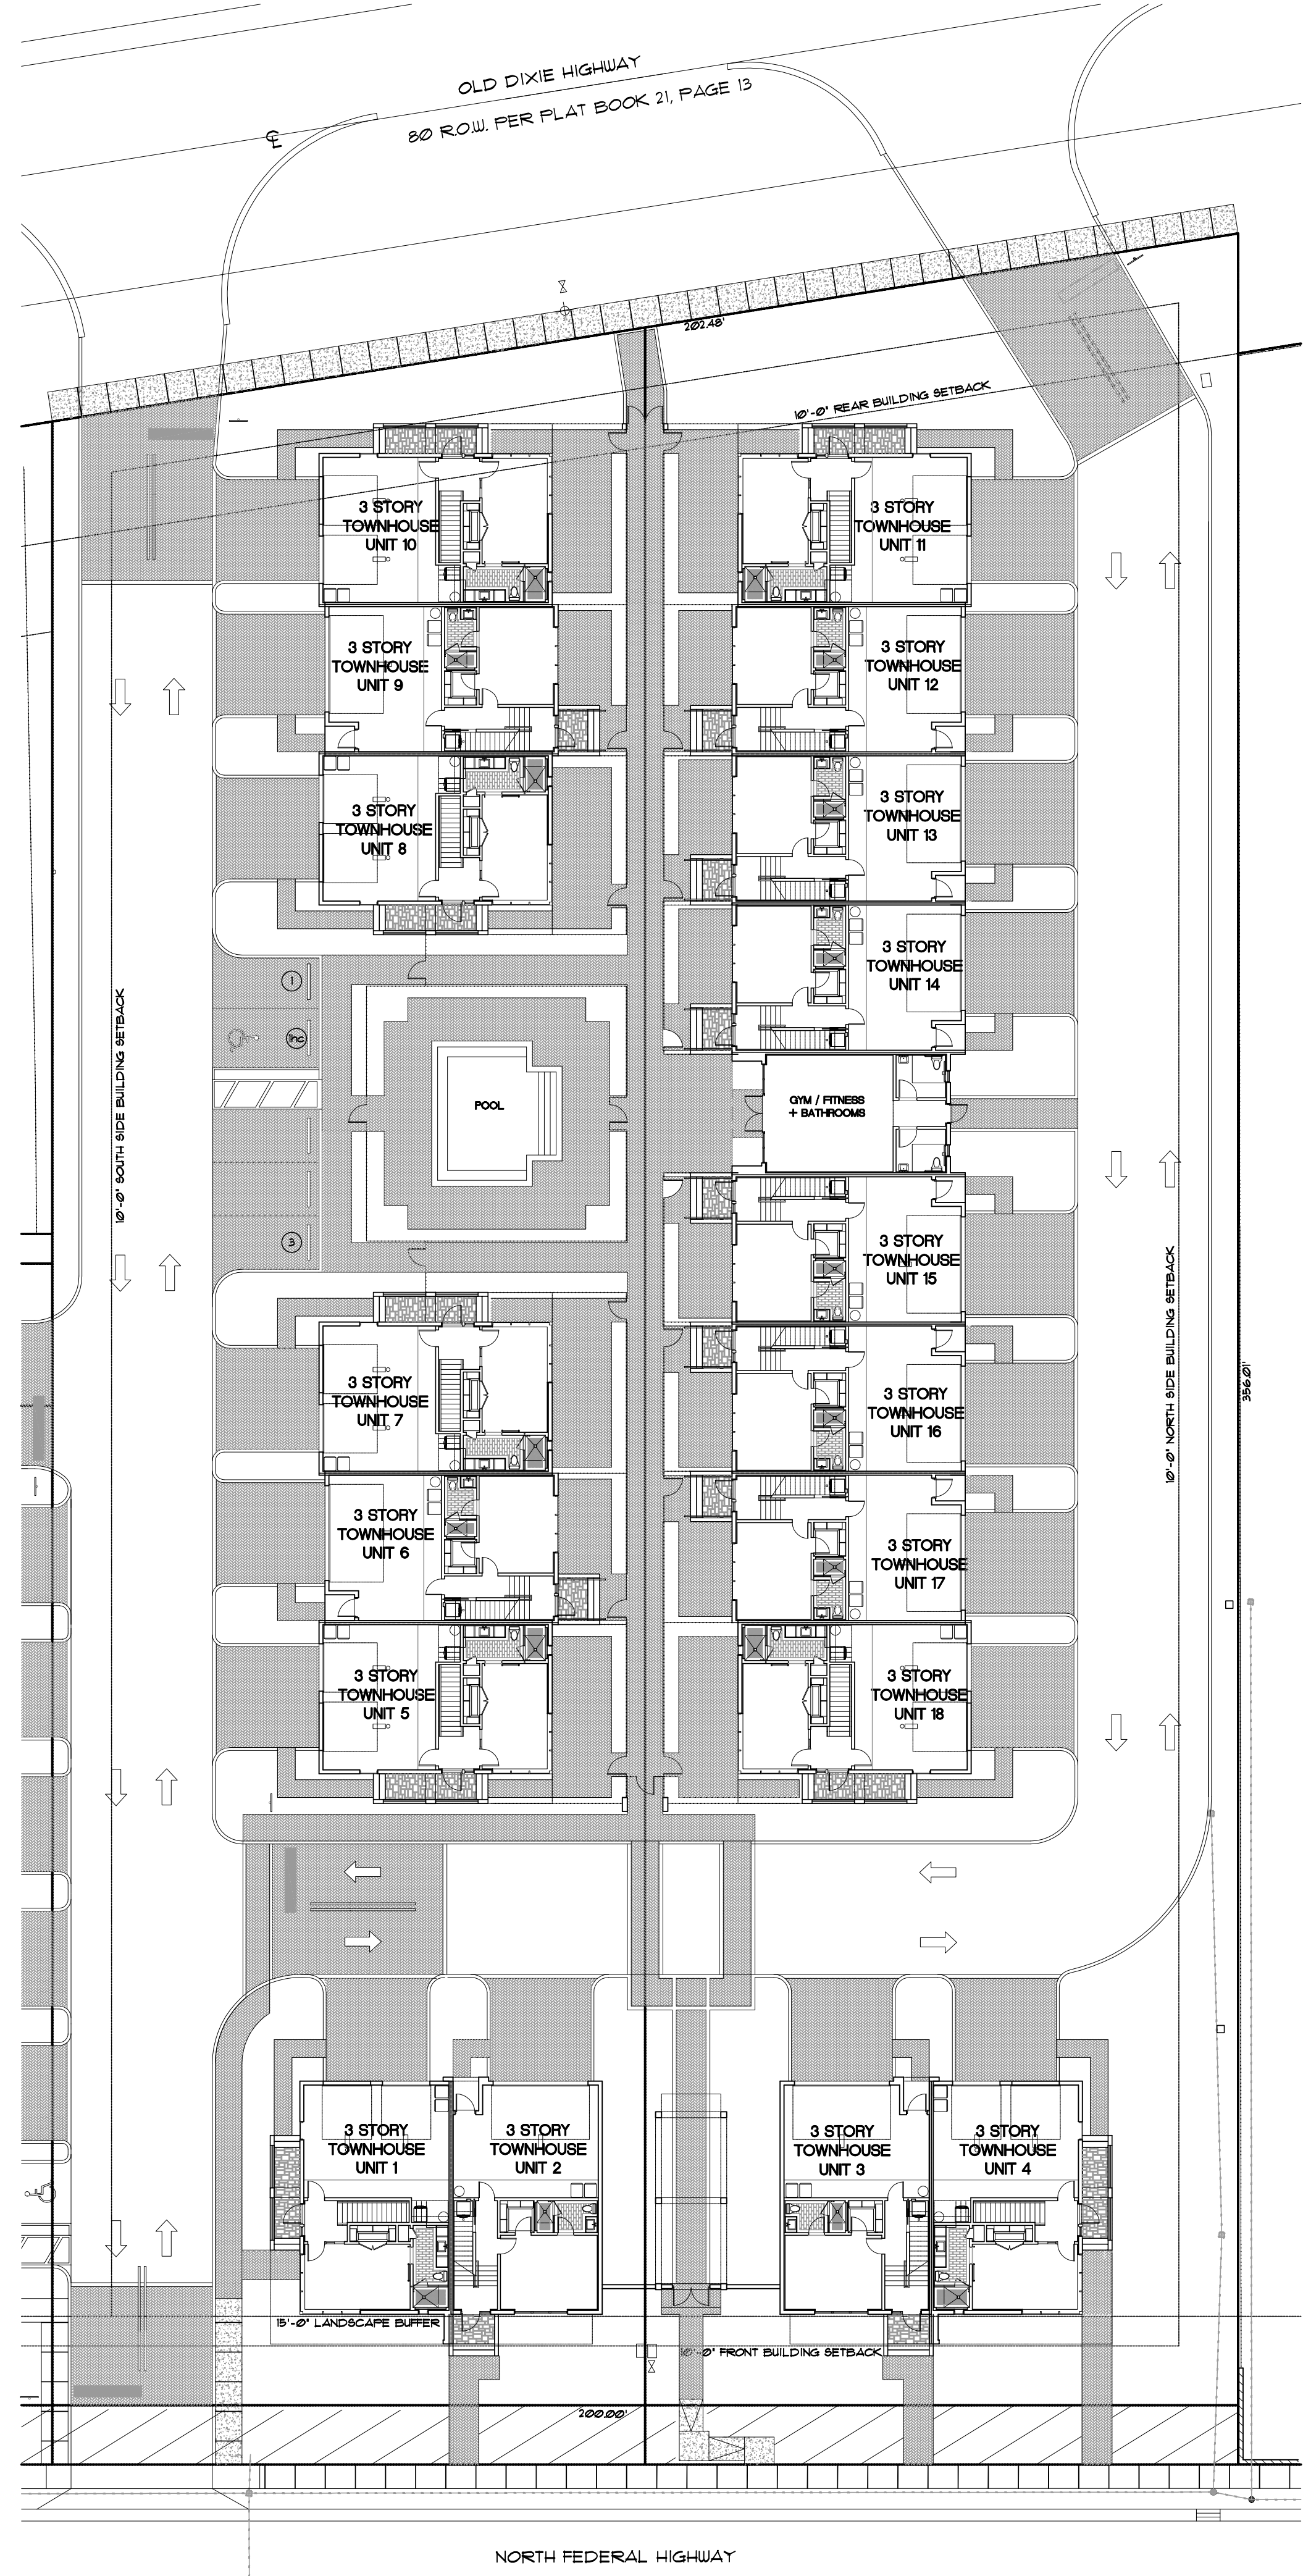 OLD DIXIE HIGHWAY
80 R.O.W. PER PLAT BOOK 21, PAGE 13
202.48'
10'-0" REAR BUILDING SETBACK
3 STORY
TOWNHOUSE
UNIT 10
3 STORY
TOWNHOUSE
UNIT 11
3 STORY
TOWNHOUSE
UNIT 9
3 STORY
TOWNHOUSE
UNIT 12
3 STORY
TOWNHOUSE
UNIT 8
3 STORY
TOWNHOUSE
UNIT 13
3 STORY
TOWNHOUSE
UNIT 14
1
1hc
3
10'-0" SOUTH SIDE BUILDING SETBACK
POOL
GYM / FITNESS
+ BATHROOMS
3 STORY
TOWNHOUSE
UNIT 15
10'-0" NORTH SIDE BUILDING SETBACK
356.01'
3 STORY
TOWNHOUSE
UNIT 7
3 STORY
TOWNHOUSE
UNIT 16
3 STORY
TOWNHOUSE
UNIT 6
3 STORY
TOWNHOUSE
UNIT 17
3 STORY
TOWNHOUSE
UNIT 5
3 STORY
TOWNHOUSE
UNIT 18
3 STORY
TOWNHOUSE
UNIT 1
3 STORY
TOWNHOUSE
UNIT 2
3 STORY
TOWNHOUSE
UNIT 3
3 STORY
TOWNHOUSE
UNIT 4
15'-0" LANDSCAPE BUFFER
10'-0" FRONT BUILDING SETBACK
200.00'
NORTH FEDERAL HIGHWAY